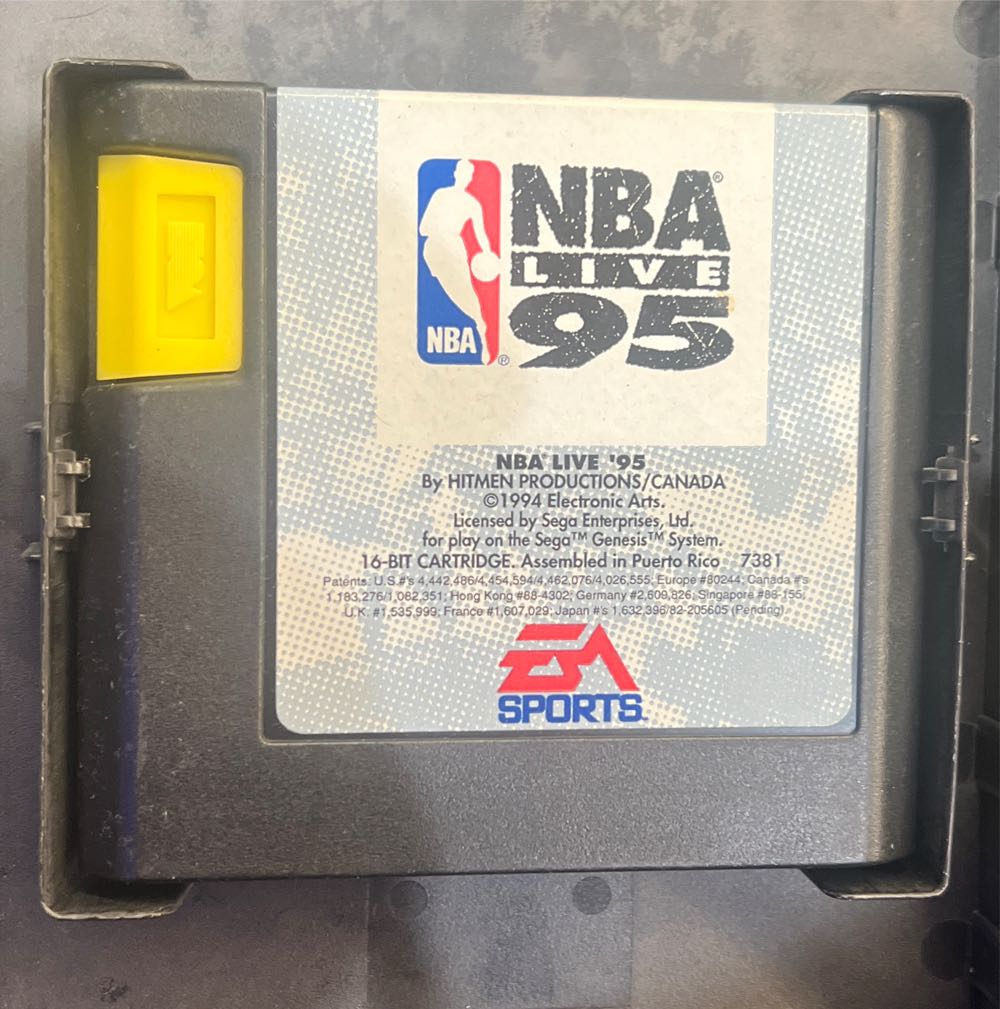 NBA®
LIVE
95
NBA ®
NBA® LIVE '95
By HITMEN PRODUCTIONS/CANADA
©1994 Electronic Arts.
Licensed by Sega Enterprises, Ltd.
for play on the Sega™ Genesis™ System.
16-BIT CARTRIDGE. Assembled in Puerto Rico 7381
Patents: U.S.#'s 4,442,486/4,454,594/4,462,076/4,026,555; Europe #80244; Canada #'s
1,183,276/1,082,351; Hong Kong #88-4302; Germany #2,609,826; Singapore #88-155;
U.K. #1,535,999; France #1,607,029; Japan #'s 1,632,396/82-205605 (Pending)
EA
SPORTS™